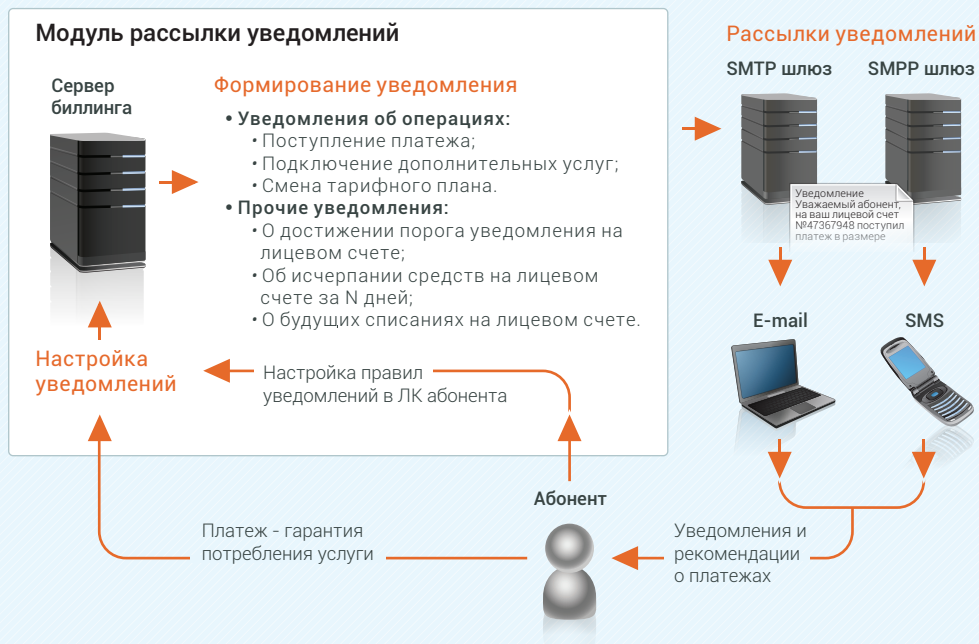 Модуль рассылки уведомлений
Сервер
биллинга
Формирование уведомления
• Уведомления об операциях:
• Поступление платежа;
• Подключение дополнительных услуг;
• Смена тарифного плана.
• Прочие уведомления:
• О достижении порога уведомления на
лицевом счете;
• Об исчерпании средств на лицевом
счете за N дней;
• О будущих списаниях на лицевом счете.
Настройка
уведомлений
Настройка правил
уведомлений в ЛК абонента
Рассылки уведомлений
SMTP шлюз
SMPP шлюз
Уведомление
Уважаемый абонент,
на ваш лицевой счет
№47367948 поступил
платеж в размере
E-mail
SMS
Абонент
Платеж - гарантия
потребления услуги
Уведомления и
рекомендации
о платежах